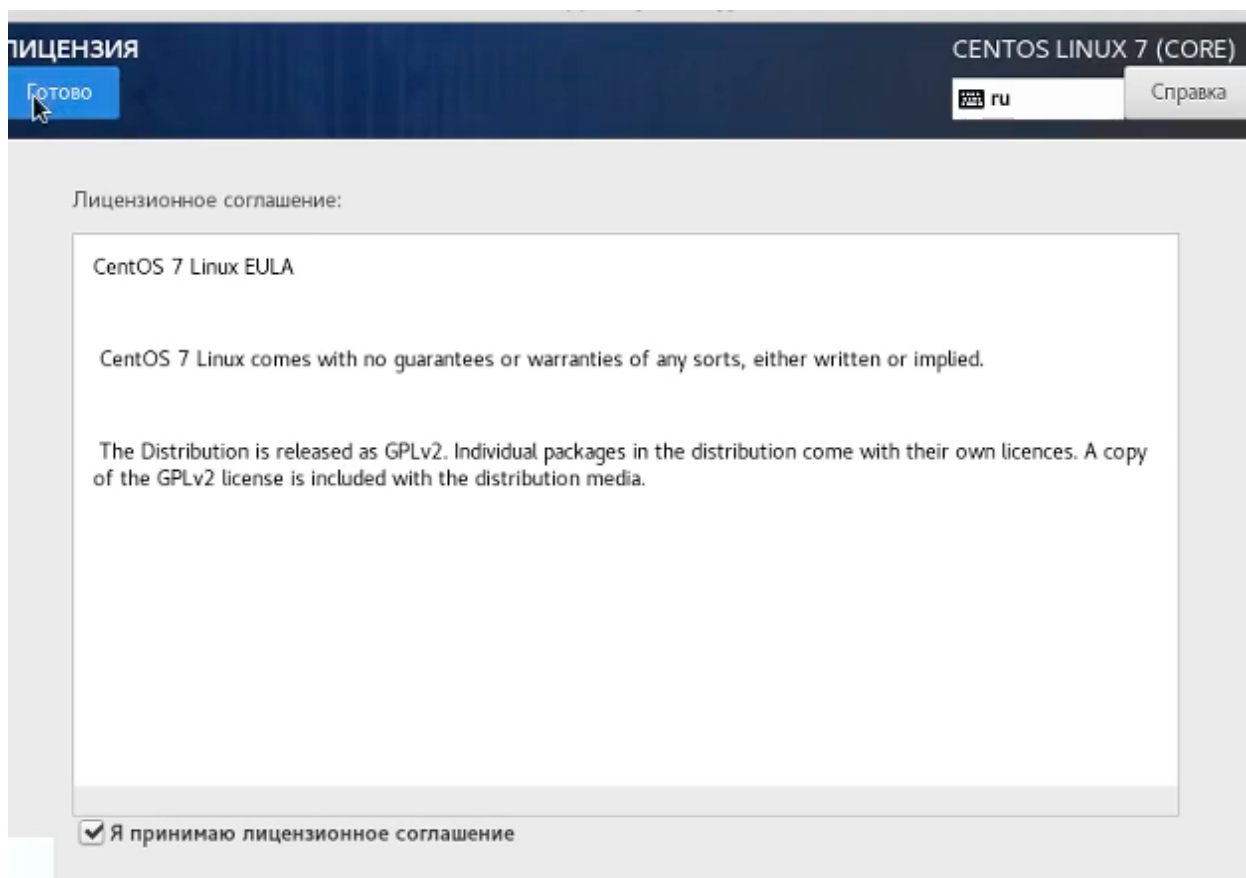 ЛИЦЕНЗИЯ
CENTOS LINUX 7 (CORE)
Готово
ru
Справка
Лицензионное соглашение:
CentOS 7 Linux EULA
CentOS 7 Linux comes with no guarantees or warranties of any sorts, either written or implied.
The Distribution is released as GPLv2. Individual packages in the distribution come with their own licences. A copy
of the GPLv2 license is included with the distribution media.
Я принимаю лицензионное соглашение